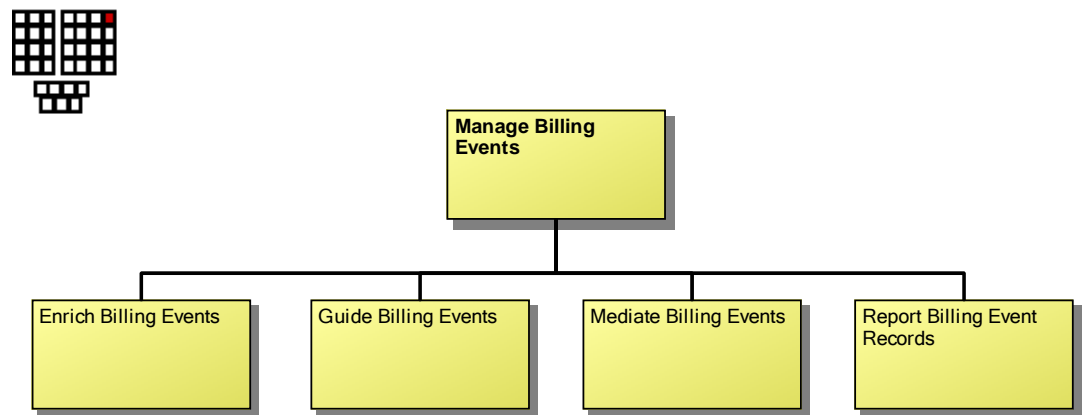 Manage Billing
Events
Enrich Billing Events
Guide Billing Events
Mediate Billing Events
Report Billing Event
Records